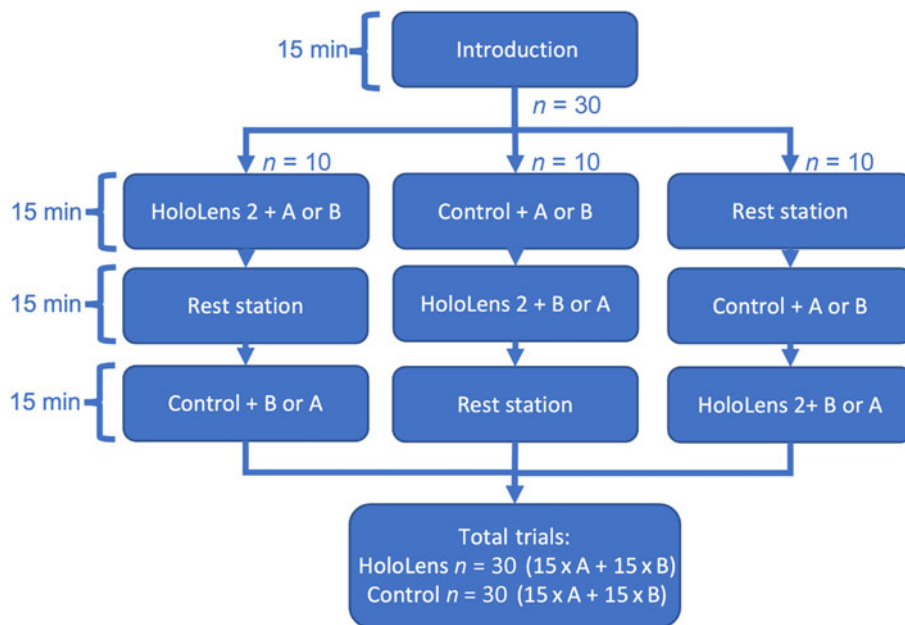 15 min
Introduction
n = 30
n = 10
n = 10
n = 10
15 min
HoloLens 2 + A or B
Control + A or B
Rest station
15 min
Rest station
HoloLens 2 + B or A
Control + A or B
15 min
Control + B or A
Rest station
HoloLens 2+ B or A
Total trials:
HoloLens n = 30 (15 x A + 15 x B)
Control n = 30 (15 x A + 15 x B)